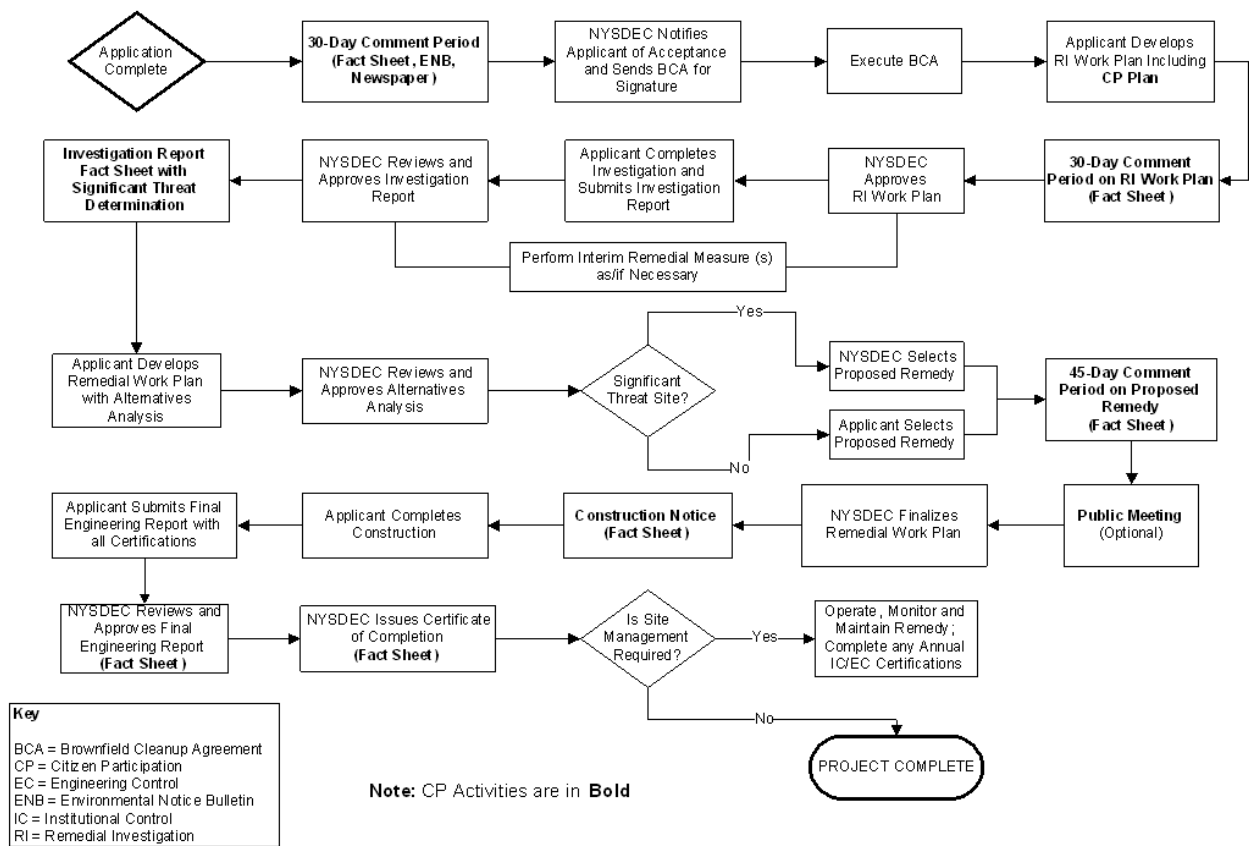 Application
Complete
30-Day Comment Period
(Fact Sheet, ENB,
Newspaper)
NYSDEC Notifies
Applicant of Acceptance
and Sends BCA for
Signature
Execute BCA
Applicant Develops
RI Work Plan Including
CP Plan
Investigation Report
Fact Sheet with
Significant Threat
Determination
NYSDEC Reviews and
Approves Investigation
Report
Applicant Completes
Investigation and
Submits Investigation
Report
NYSDEC
Approves
RI Work Plan
30-Day Comment
Period on RI Work Plan
(Fact Sheet)
Perform Interim Remedial Measure (s)
as/if Necessary
Applicant Develops
Remedial Work Plan
with Alternatives
Analysis
NYSDEC Reviews and
Approves Alternatives
Analysis
Significant
Threat Site?
Yes
No
NYSDEC Selects
Proposed Remedy
Applicant Selects
Proposed Remedy
45-Day Comment
Period on Proposed
Remedy
(Fact Sheet)
Applicant Submits Final
Engineering Report with
all Certifications
Applicant Completes
Construction
Construction Notice
(Fact Sheet)
NYSDEC Finalizes
Remedial Work Plan
Public Meeting
(Optional)
NYSDEC Reviews and
Approves Final
Engineering Report
(Fact Sheet)
NYSDEC Issues Certificate
of Completion
(Fact Sheet)
Is Site
Management
Required?
Yes
Operate, Monitor and
Maintain Remedy;
Complete any Annual
IC/EC Certifications
No
PROJECT COMPLETE
Key
BCA = Brownfield Cleanup Agreement
CP = Citizen Participation
EC = Engineering Control
ENB = Environmental Notice Bulletin
IC = Institutional Control
RI = Remedial Investigation
Note: CP Activities are in Bold